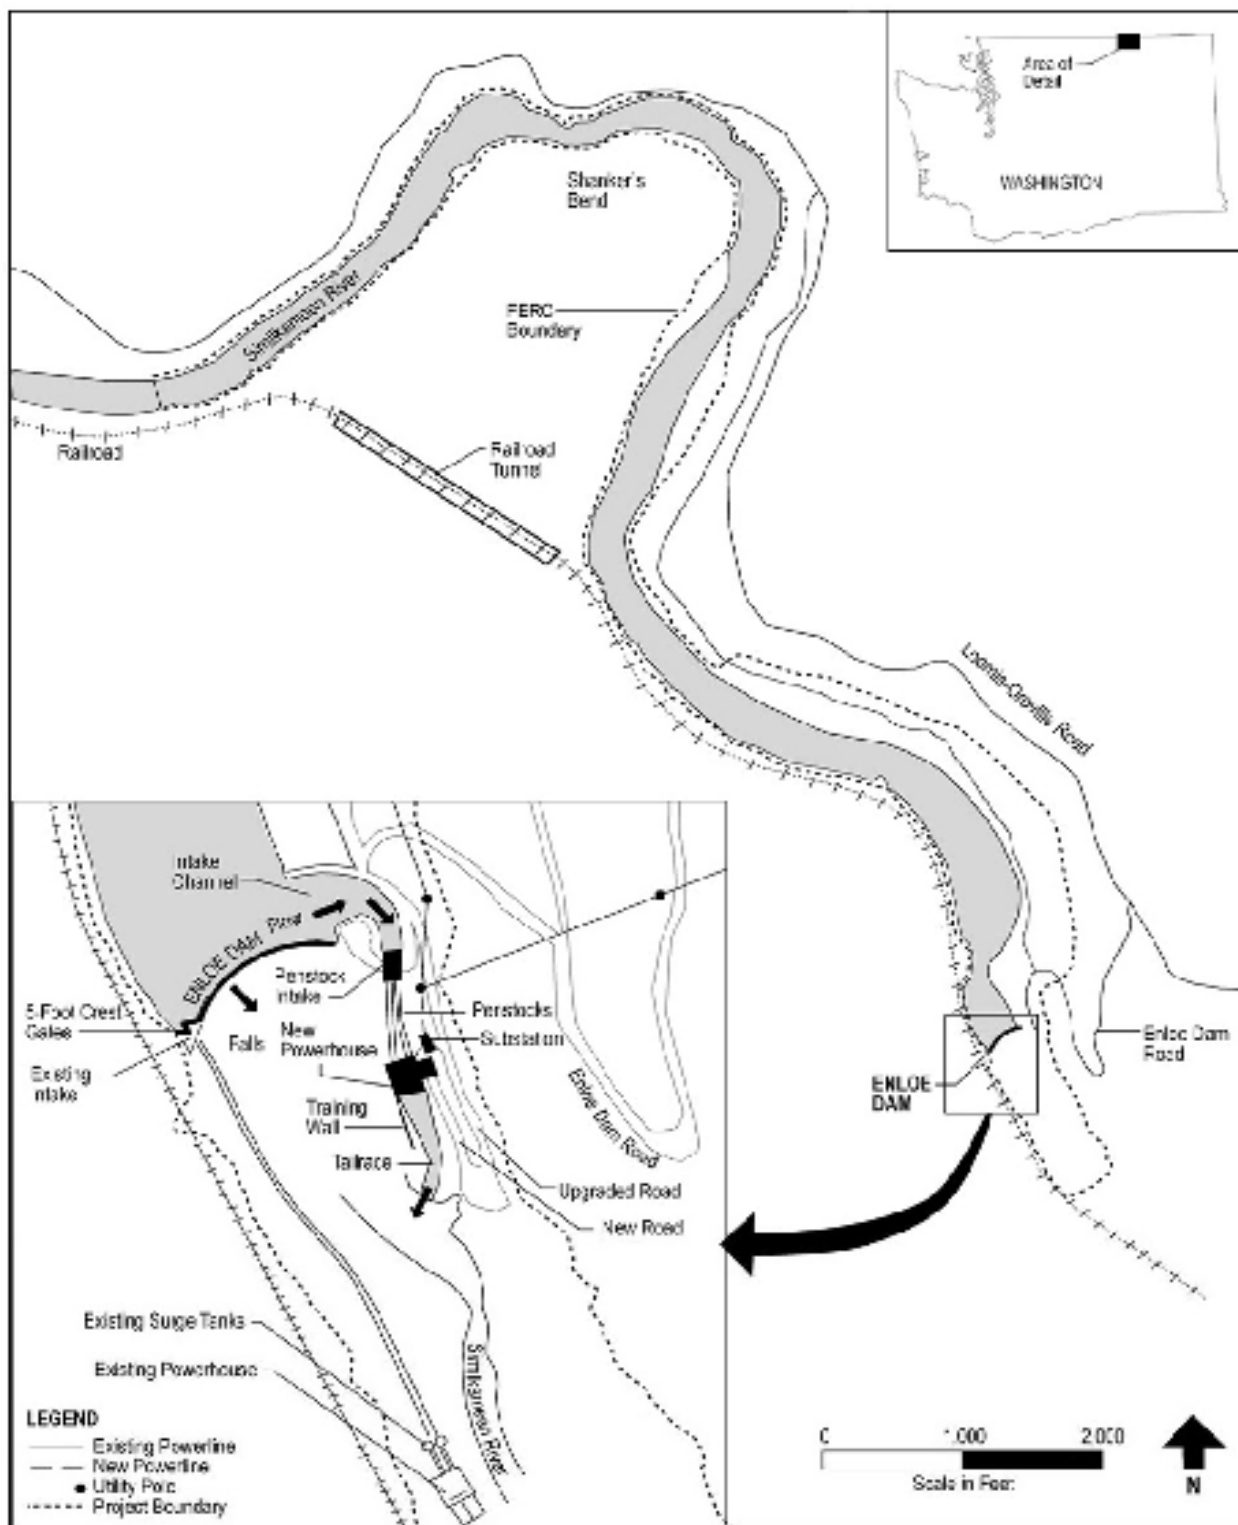 Area of
Detail
WASHINGTON
Shanker's
Bend
Similkameen River
FERC
Boundary
Railroad
Railroad
Tunnel
Loomis-Oroville Road
Enloe Dam
Road
ENLOE
DAM
Intake
Channel
ENLOE DAM
Flow
Penstock
Intake
5-Foot Crest
Gates
Falls
New
Powerhouse
Penstocks
Substation
Existing
Intake
Training
Wall
Enloe Dam Road
Tailrace
Upgraded Road
New Road
Existing Surge Tanks
Existing Powerhouse
Similkameen River
LEGEND
Existing Powerline
New Powerline
Utility Pole
Project Boundary
0 1,000 2,000
Scale in Feet
N